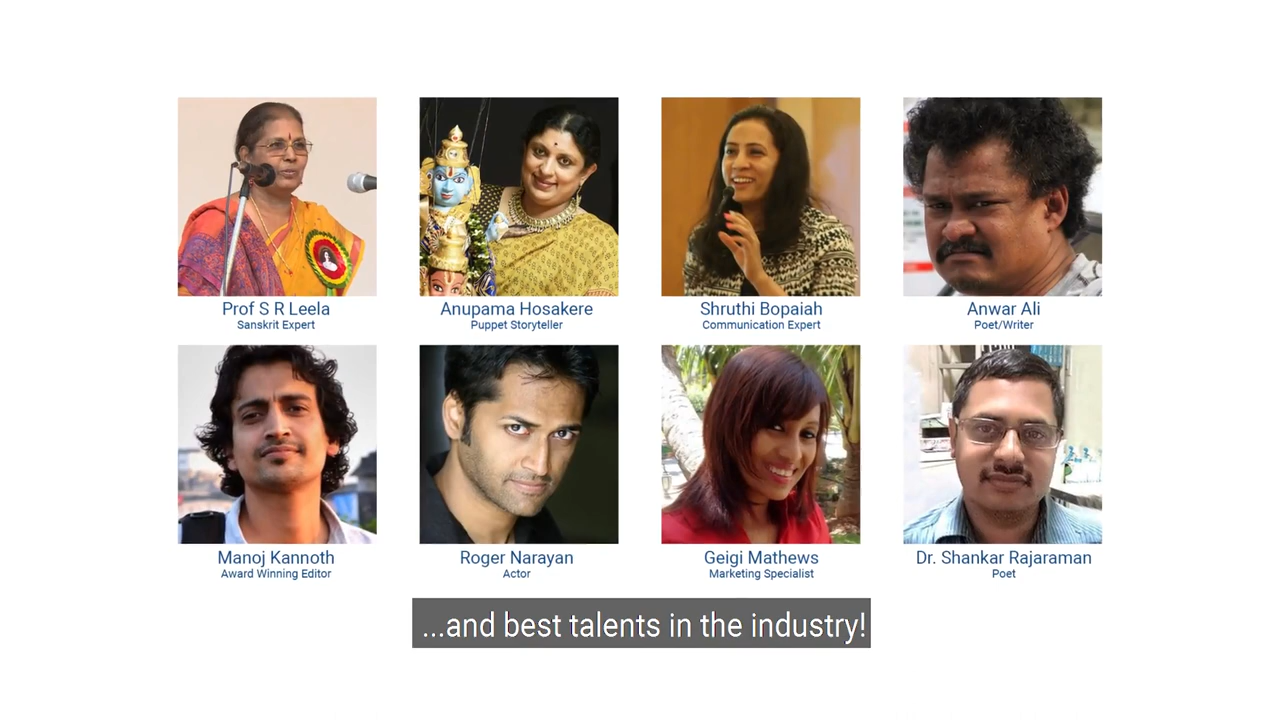 Prof S R Leela
Sanskrit Expert
Anupama Hosakere
Puppet Storyteller
Shruthi Bopaiah
Communication Expert
Anwar Ali
Poet/Writer
Manoj Kannoth
Award Winning Editor
Roger Narayan
Actor
Geigi Mathews
Marketing Specialist
Dr. Shankar Rajaraman
Poet
...and best talents in the industry!